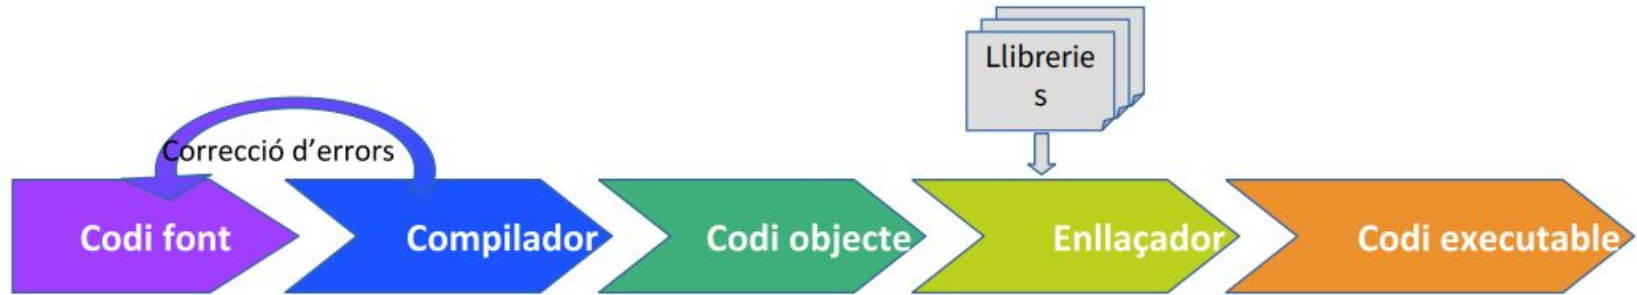 Llibrerie
s
Correcció d'errors
Codi font
Compilador
Codi objecte
Enllaçador
Codi executable